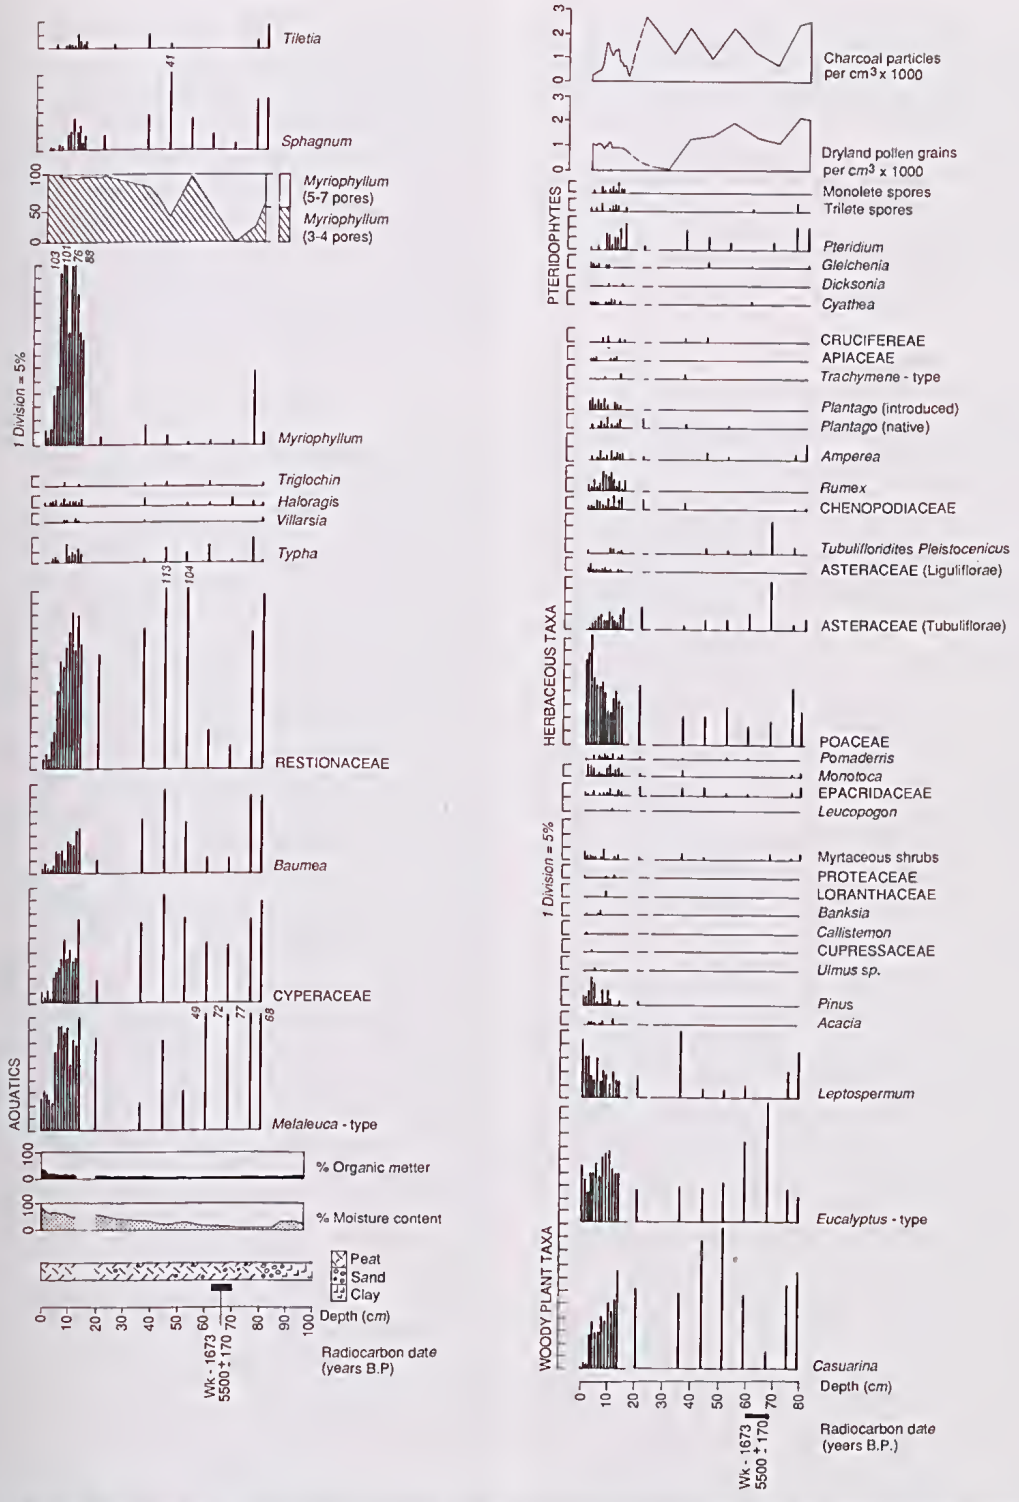 Tiletia
41
Sphagnum
100
50
0
Myriophyllum
(5-7 pores)
Myriophyllum
(3-4 pores)
103
101
76
88
1 Division = 5%
Myriophyllum
Triglochin
Haloragis
Villarsia
Typha
113
104
RESTIONACEAE
Baumea
CYPERACEAE
49
72
77
68
AQUATICS
Melaleuca - type
0 100
% Organic metter
0 100
% Moisture content
Peat
Sand
Clay
0 10 20 30 40 50 60 70 80 90 100
Depth (cm)
Wk - 1673
5500 ± 170
Radiocarbon date
(years B.P)
0 1 2 3
Charcoal particles
per cm3 x 1000
0 1 2 3
Dryland pollen grains
per cm3 x 1000
PTERIDOPHYTES
Monolete spores
Trilete spores
Pteridium
Gleichenia
Dicksonia
Cyathea
HERBACEOUS TAXA
CRUCIFEREAE
APIACEAE
Trachymene - type
Plantago (introduced)
Plantago (native)
Amperea
Rumex
CHENOPODIACEAE
Tubulifloridites Pleistocenicus
ASTERACEAE (Liguliflorae)
ASTERACEAE (Tubuliflorae)
POACEAE
Pomaderris
Monotoca
EPACRIDACEAE
Leucopogon
1 Division = 5%
Myrtaceous shrubs
PROTEACEAE
LORANTHACEAE
Banksia
Callistemon
CUPRESSACEAE
Ulmus sp.
Pinus
Acacia
Leptospermum
WOODY PLANT TAXA
Eucalyptus - type
Casuarina
0 10 20 30 40 50 60 70 80
Depth (cm)
Wk - 1673
5500 ± 170
Radiocarbon date
(yeers B.P.)